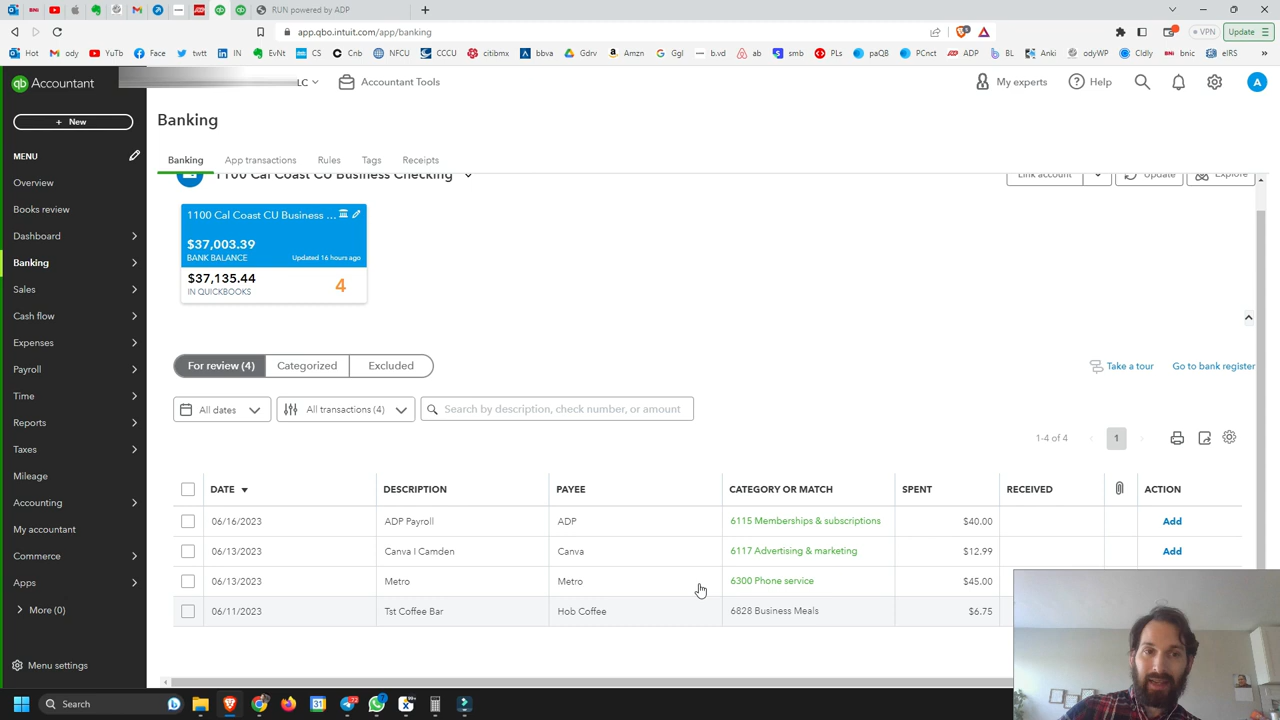 RUN powered by ADP
app.qbo.intuit.com/app/banking
VPN
Update
Hot
ody
YuTb
Face
twtt
IN
EvNt
CS
Cnb
NFCU
CCCU
citibmx
bbva
Gdrv
Amzn
Ggl
b.vd
ab
smb
PLs
paQB
PCnct
ADP
BL
Anki
odyWP
Cldly
bnic
eIRS
qb Accountant
LC
Accountant Tools
My experts
Help
A
+ New
Banking
MENU
Banking
App transactions
Rules
Tags
Receipts
Overview
Books review
Dashboard
Banking
Sales
Cash flow
Expenses
Payroll
Time
Reports
Taxes
Mileage
Accounting
My account
Commerce
Apps
More (0)
Menu settings
1100 Cal Coast CU Business Checking
Link account
Update
Explore
1100 Cal Coast CU Business ...
$37,003.39
BANK BALANCE
Updated 16 hours ago
$37,135.44
IN QUICKBOOKS
4
For review (4)
Categorized
Excluded
Take a tour
Go to bank register
All dates
All transactions (4)
Search by description, check number, or amount
1-4 of 4
1
DATE DESCRIPTION PAYEE CATEGORY OR MATCH SPENT RECEIVED ACTION
06/16/2023 ADP Payroll ADP 6115 Memberships & subscriptions $40.00 Add
06/13/2023 Canva I Camden Canva 6117 Advertising & marketing $12.99 Add
06/13/2023 Metro Metro 6300 Phone service $45.00
06/11/2023 Tst Coffee Bar Hob Coffee 6828 Business Meals $6.75
Search